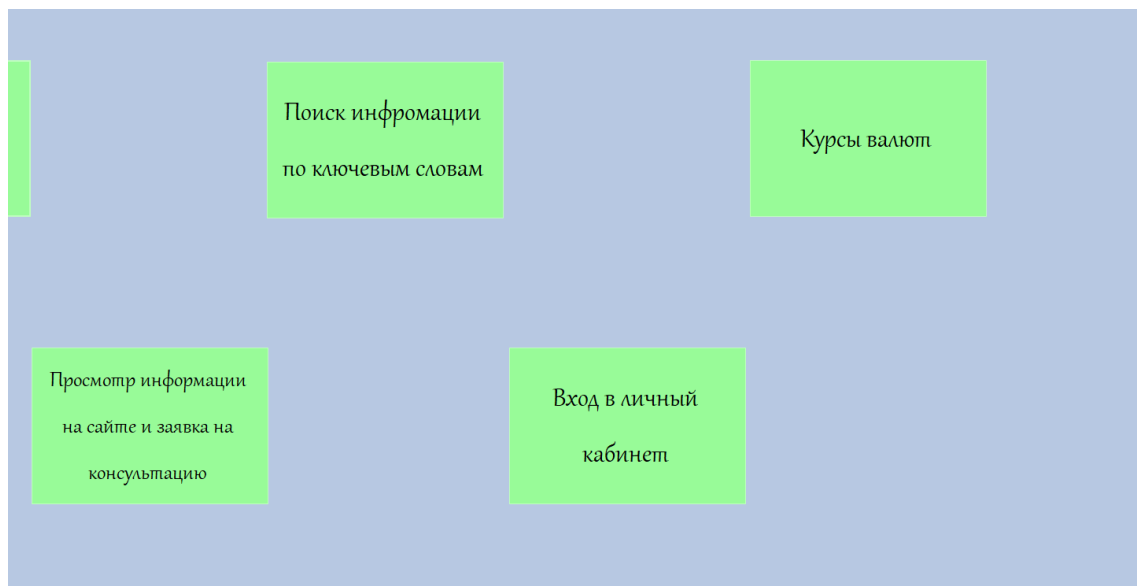 Поиск инфромации
по ключевым словам
Курсы валют
Просмотр информации
на сайте и заявка на
консультацию
Вход в личный
кабинет